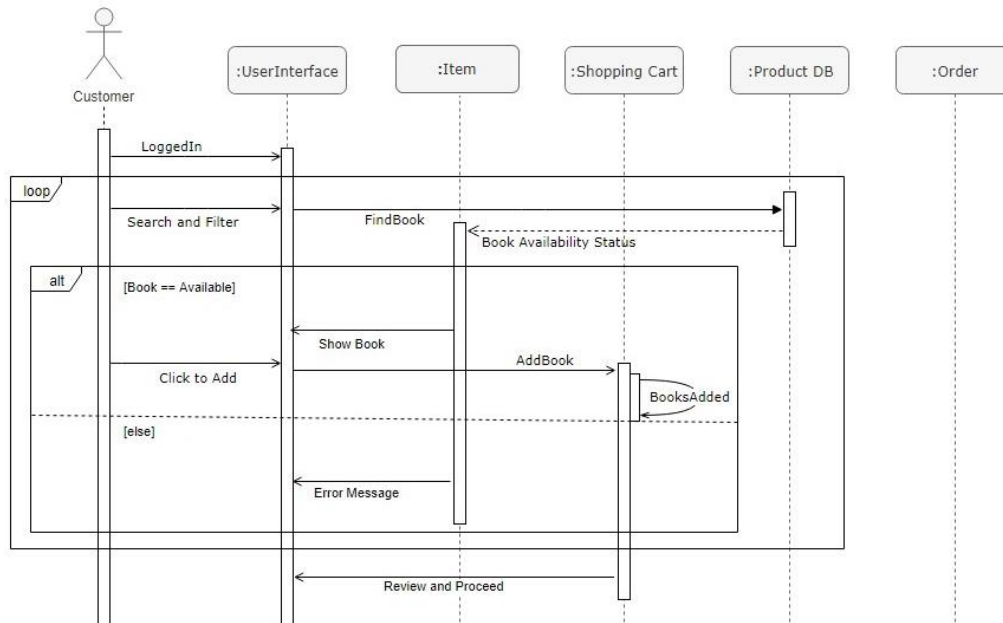 Customer
:UserInterface
:Item
:Shopping Cart
:Product DB
:Order
LoggedIn
loop
Search and Filter
FindBook
Book Availability Status
alt
[Book == Available]
Show Book
Click to Add
AddBook
BooksAdded
[else]
Error Message
Review and Proceed